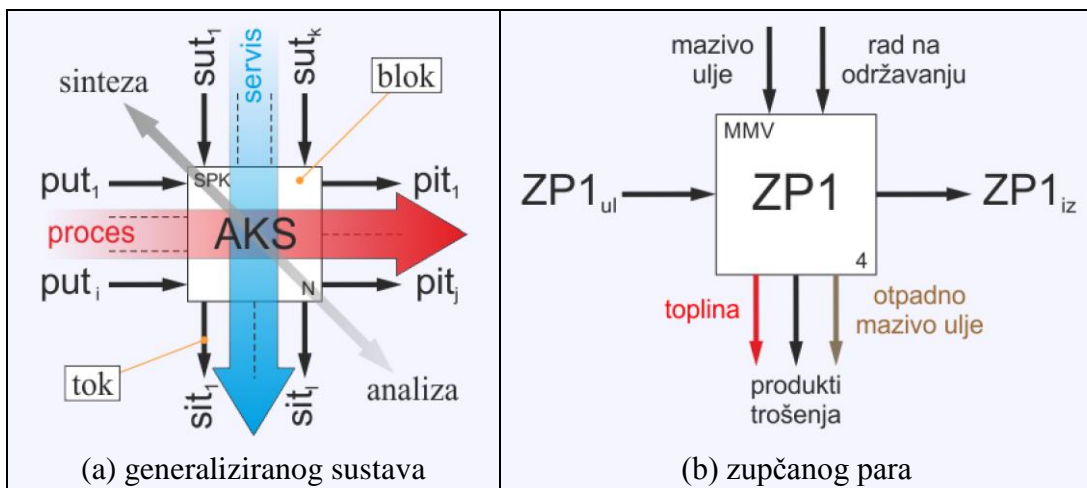 sut1
servis
sutk
sinteza
blok
SPK
put1
pit1
proces
AKS
puti
N
pitj
tok
sit1
sitl
analiza
(a) generaliziranog sustava
mazivo
ulje
rad na
održavanju
MMV
ZP1ul
ZP1
ZP1iz
4
toplina
otpadno
mazivo ulje
produkti
trošenja
(b) zupčanog para